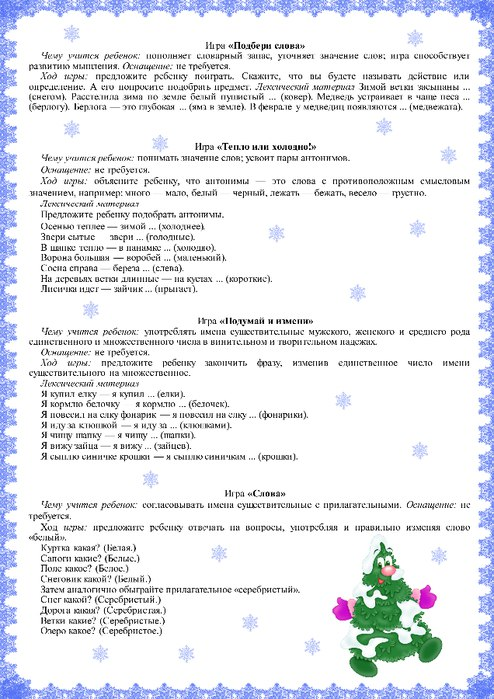 Игра «Подбери слова»
Чему учится ребенок: пополняет словарный запас, уточняет значение слов; игра способствует
развитию мышления. Оснащение: не требуется.
Ход игры: предложите ребенку поиграть. Скажите, что вы будете называть действие или
определение. А его попросите подобрать предмет. Лексический материал Зимой ветки засыпаны ...
(снегом). Расстелила зима по земле белый пушистый ... (ковер). Медведь устраивает в чаще леса ...
(берлогу). Берлога — это глубокая ... (яма в земле). В феврале у медведиц появляются ... (медвежата).
Игра «Тепло или холодно?»
Чему учится ребенок: понимать значение слов; усвоит пары антонимов.
Оснащение: не требуется.
Ход игры: объясните ребенку, что антонимы — это слова с противоположным смысловым
значением, например: много — мало, белый — черный, лежать — бежать, весело — грустно.
Лексический материал
Предложите ребенку подобрать антонимы.
Осенью теплее — зимой ... (холоднее).
Звери сытые — звери ... (голодные).
В шапке тепло — в панамке ... (холодно).
Ворона большая — воробей ... (маленький).
Сосна справа — береза ... (слева).
На деревьях ветки длинные — на кустах ... (короткие).
Лисички идет — зайчик ... (прыгает).
Игра «Подумай и измени»
Чему учится ребенок: употреблять имена существительные мужского, женского и среднего рода
единственного и множественного числа в винительном и творительном падежах.
Оснащение: не требуется.
Ход игры: предложите ребенку закончить фразу, изменив единственное число имени
существительного на множественное.
Лексический материал
Я купил елку — я купил ... (елки).
Я кормлю белочку — я кормлю ... (белочек).
Я повесил на елку фонарик — я повесил на елку ... (фонарики).
Я иду за клюшкой — я иду за ... (клюшками).
Я чищу шапку — я чищу ... (шапки).
Я вижу зайца — я вижу ... (зайцев).
Я сыплю синичке крошки — я сыплю синичкам ... (крошки).
Игра «Слова»
Чему учится ребенок: согласовывать имена существительные с прилагательными. Оснащение: не
требуется.
Ход игры: предложите ребенку отвечать на вопросы, употребляя и правильно изменяя слово
«белый».
Куртка какая? (Белая.)
Сапоги какие? (Белые.)
Поле какое? (Белое.)
Снеговик какой? (Белый.)
Затем аналогично обыграйте прилагательное «серебристый».
Снег какой? (Серебристый.)
Дорога какая? (Серебристая.)
Ветки какие? (Серебристые.)
Озеро какое? (Серебристое.)